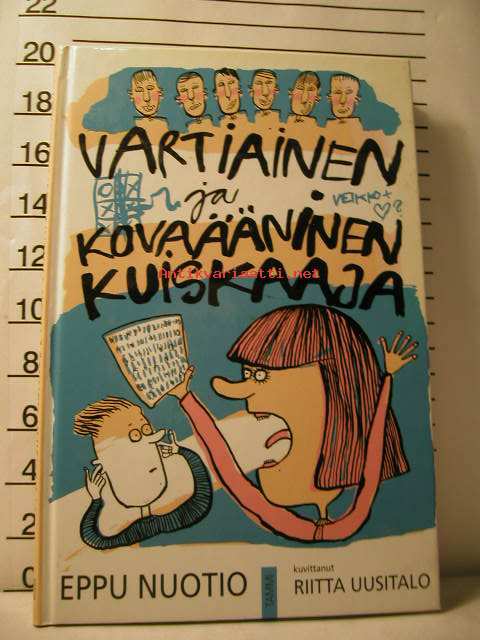 22
20
18
16
14
12
10
8
6
4
2
0
VARTIAINEN
ja
VEIKKO+
♡?
KOVAÄÄNINEN
Antikvariaatti.net
KUISKAAJA
EPPU NUOTIO
TAMMI
kuvittanut
RIITTA UUSITALO